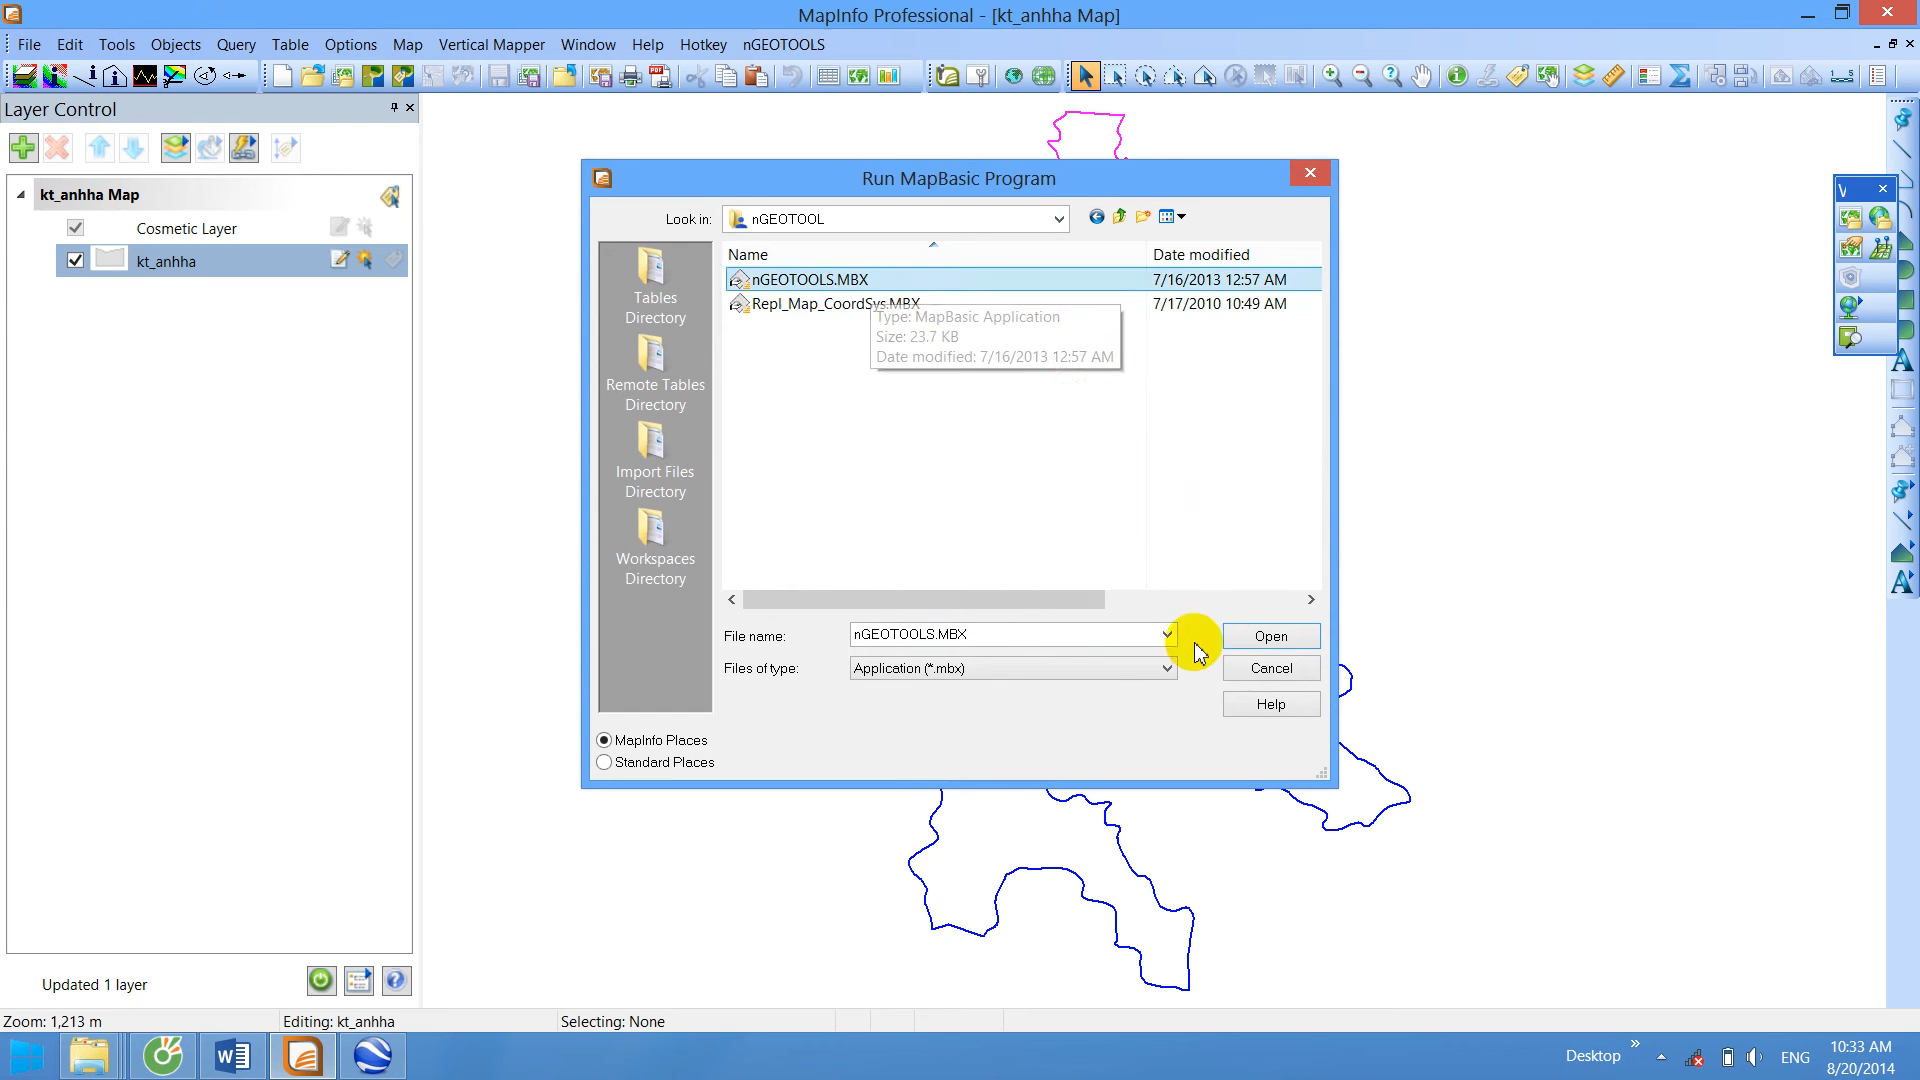 MapInfo Professional - [kt_anhha Map]
File Edit Tools Objects Query Table Options Map Vertical Mapper Window Help Hotkey nGEOTOOLS
Layer Control
kt_anhha Map
Cosmetic Layer
kt_anhha
Updated 1 layer
Run MapBasic Program
Look in: nGEOTOOL
Name Date modified
nGEOTOOLS.MBX 7/16/2013 12:57 AM
Repl_Map_CoordSys.MBX 7/17/2010 10:49 AM
Type: MapBasic Application
Size: 23.7 KB
Date modified: 7/16/2013 12:57 AM
Tables
Directory
Remote Tables
Directory
Import Files
Directory
Workspaces
Directory
File name: nGEOTOOLS.MBX Open
Files of type: Application (*.mbx) Cancel
Help
MapInfo Places
Standard Places
Zoom: 1,213 m Editing: kt_anhha Selecting: None
Desktop ENG 10:33 AM
8/20/2014